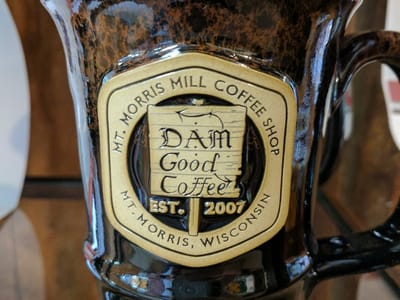 MT. MORRIS MILL COFFEE SHOP
DAM
Good
Coffee
EST. 2007
MT. MORRIS, WISCONSIN